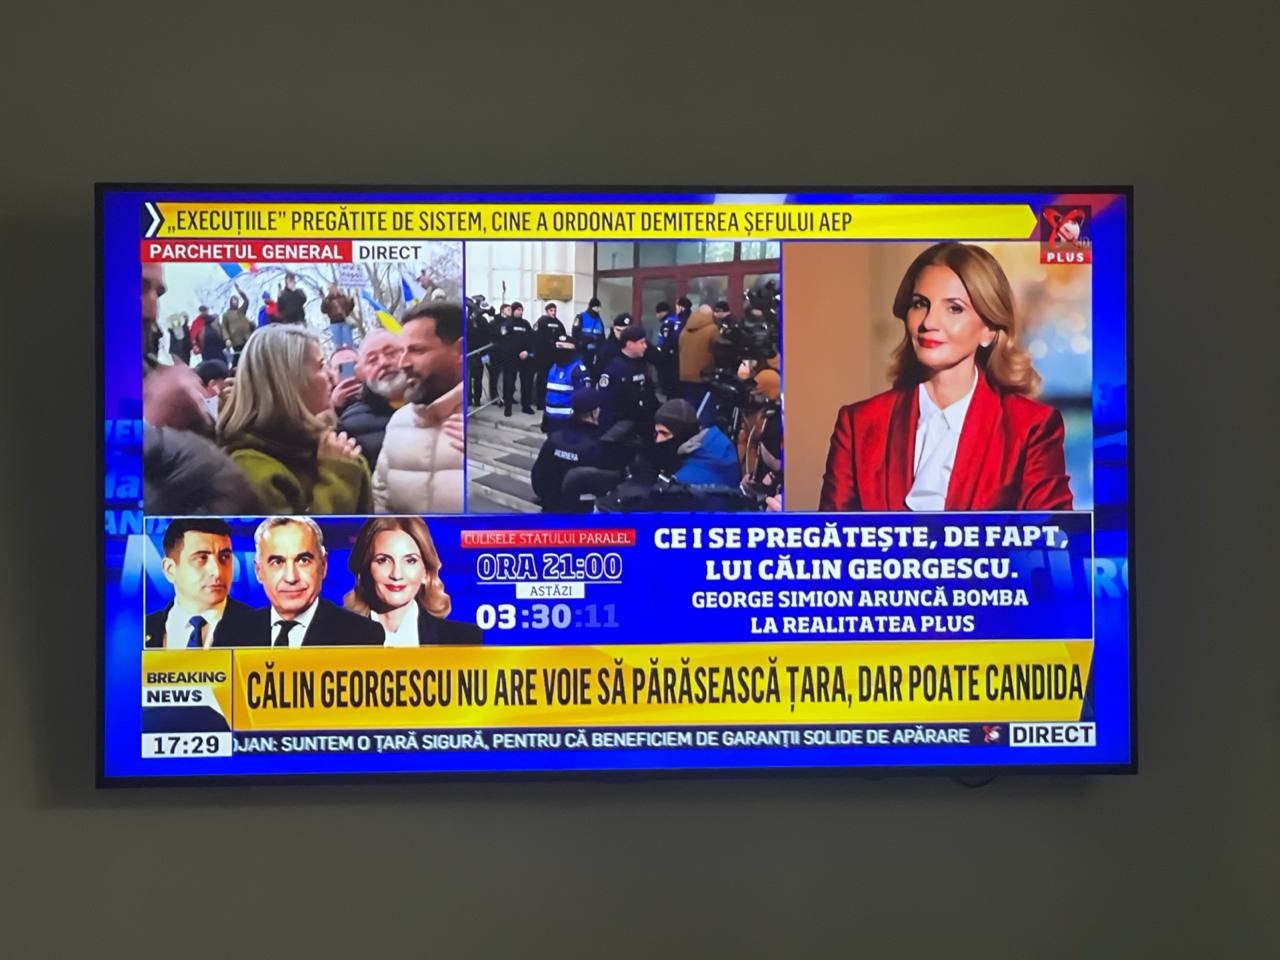 „EXECUȚIILE” PREGĂTITE DE SISTEM, CINE A ORDONAT DEMITEREA ȘEFULUI AEP
PLUS
PARCHETUL GENERAL DIRECT
CULISELE STATULUI PARALEL
ORA 21:00
ASTĂZI
03:30:11
CE I SE PREGĂTEȘTE, DE FAPT,
LUI CĂLIN GEORGESCU.
GEORGE SIMION ARUNCĂ BOMBA
LA REALITATEA PLUS
BREAKING
NEWS
CĂLIN GEORGESCU NU ARE VOIE SĂ PĂRĂSEASCĂ ȚARA, DAR POATE CANDIDA
17:29
OJAN: SUNTEM O ȚARĂ SIGURĂ, PENTRU CĂ BENEFICIEM DE GARANȚII SOLIDE DE APĂRARE
DIRECT